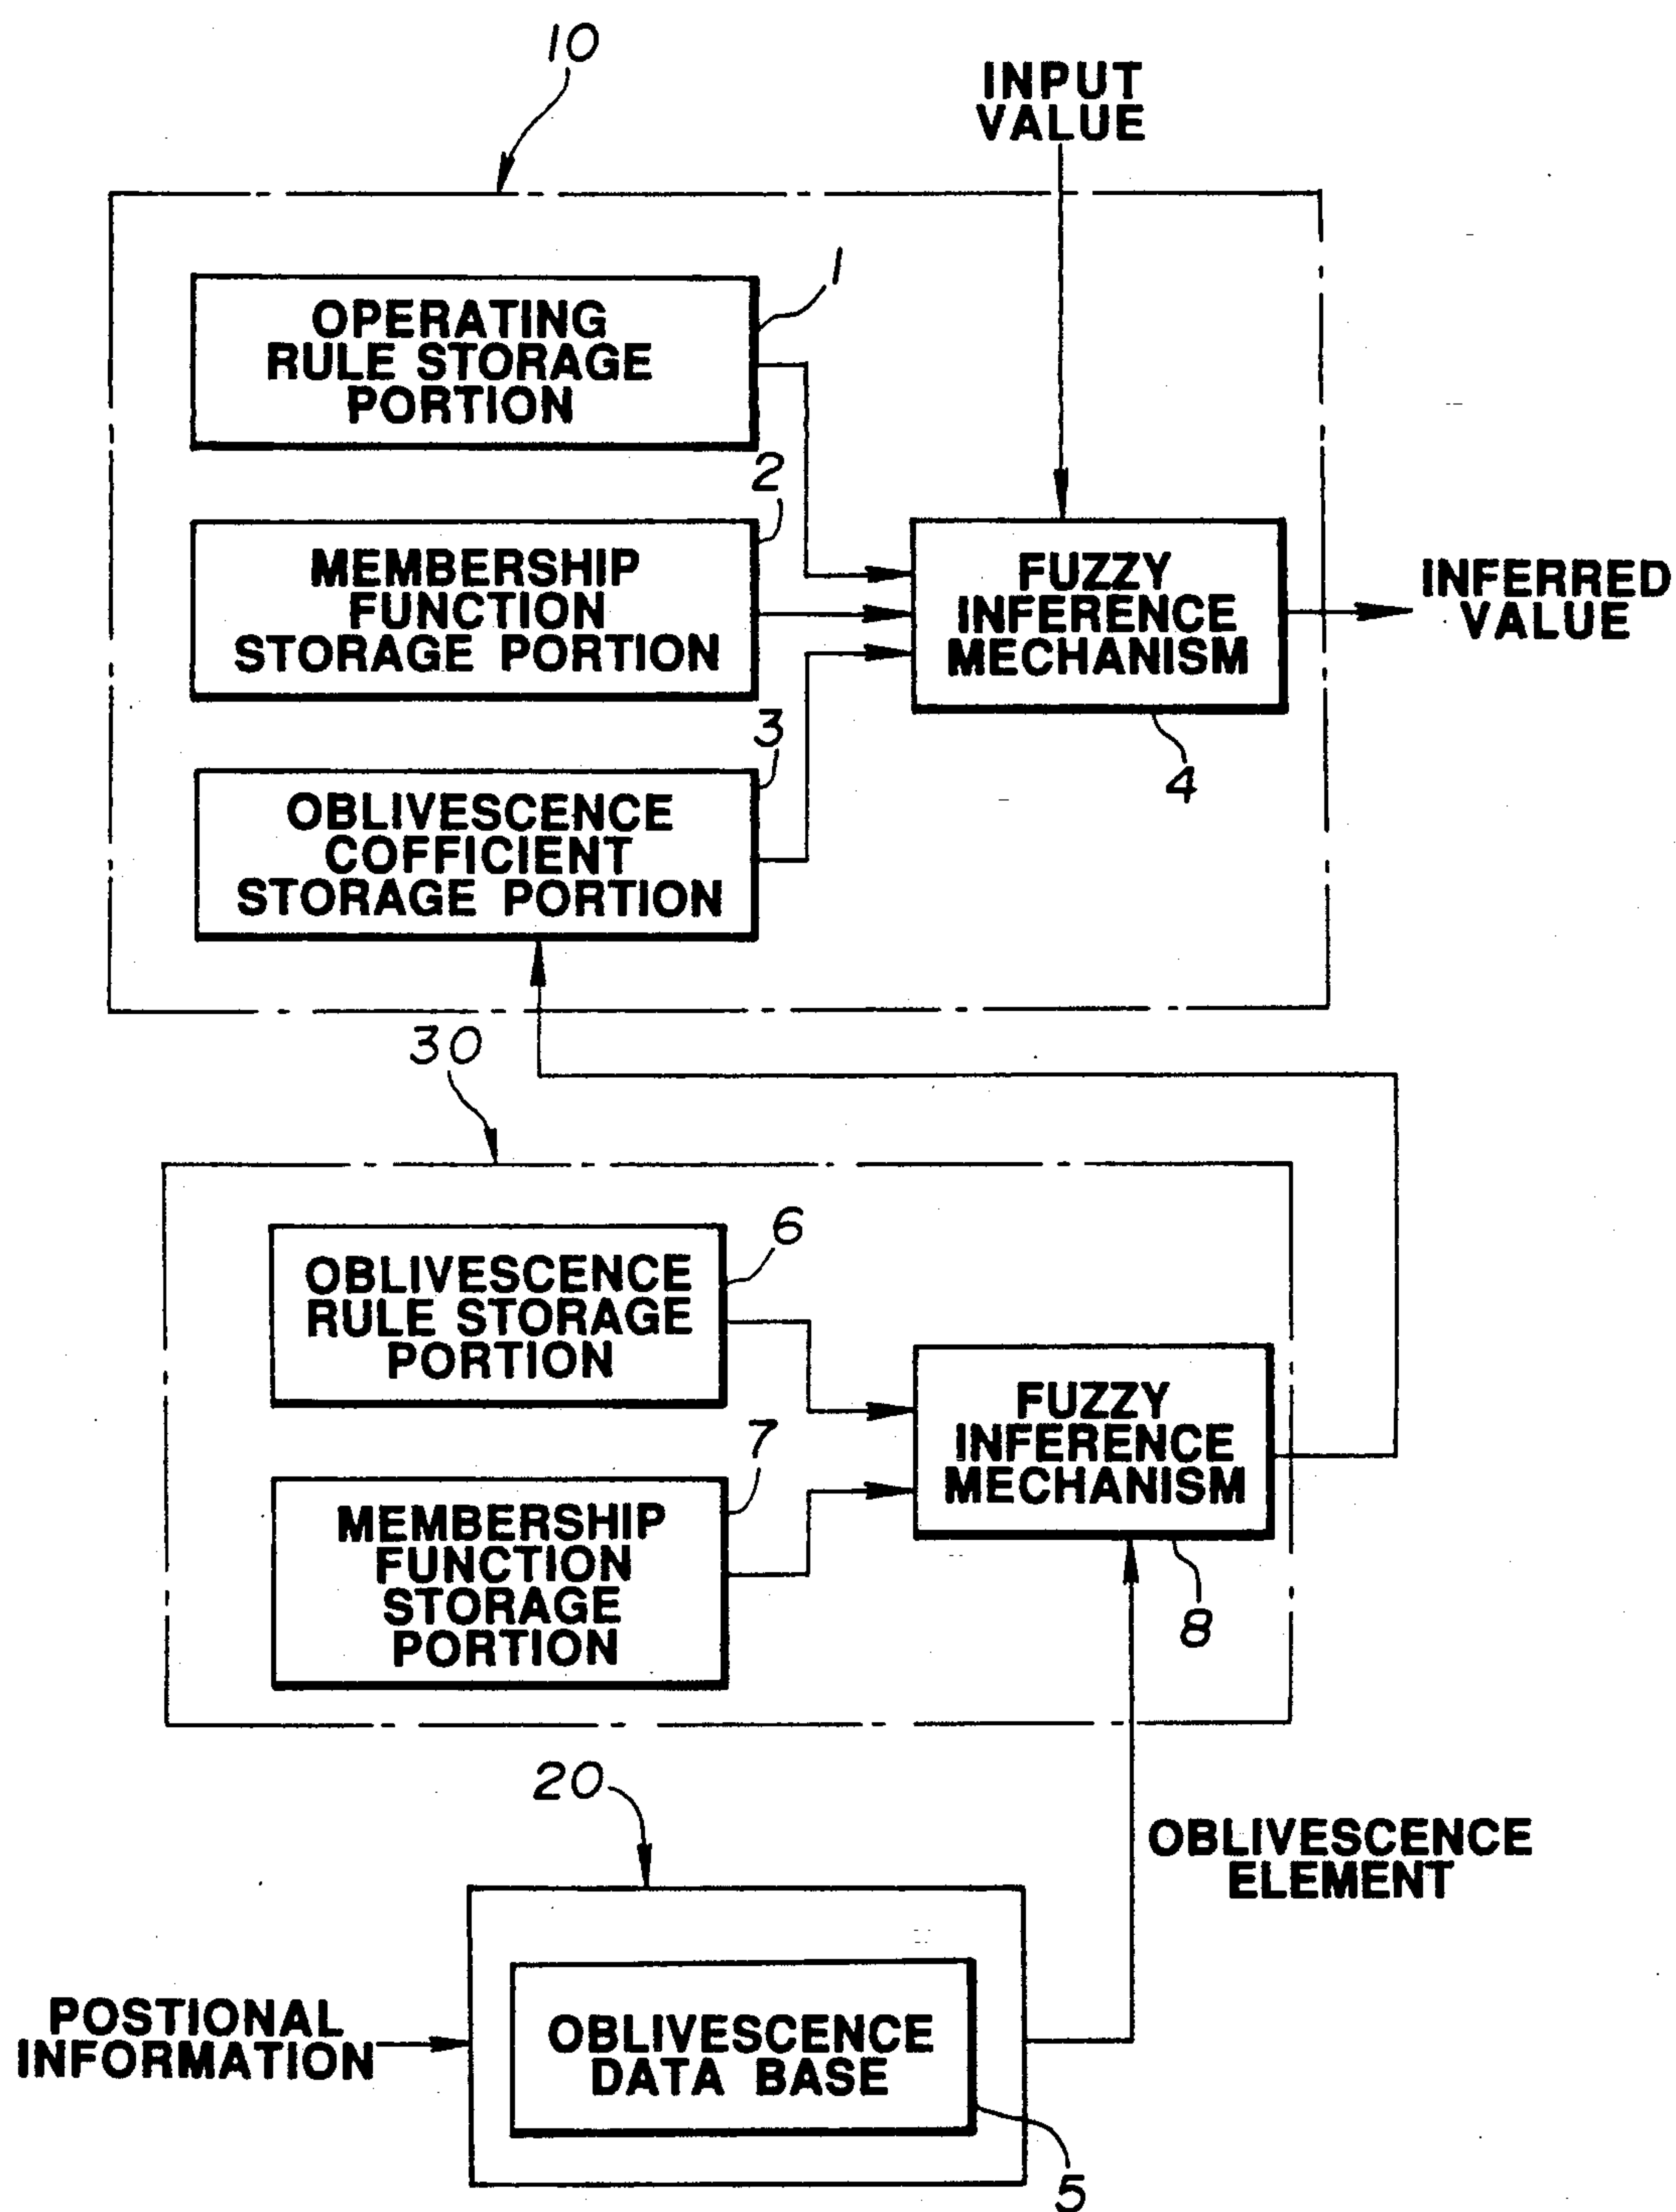 10
INPUT
VALUE
1
OPERATING
RULE STORAGE
PORTION
2
MEMBERSHIP
FUNCTION
STORAGE PORTION
FUZZY
INFERENCE
MECHANISM
INFERRED
VALUE
3
4
OBLIVESCENCE
COFFICIENT
STORAGE PORTION
30
6
OBLIVESCENCE
RULE STORAGE
PORTION
FUZZY
INFERENCE
MECHANISM
7
MEMBERSHIP
FUNCTION
STORAGE
PORTION
8
20
OBLIVESCENCE
ELEMENT
POSTIONAL
INFORMATION
OBLIVESCENCE
DATA BASE
5